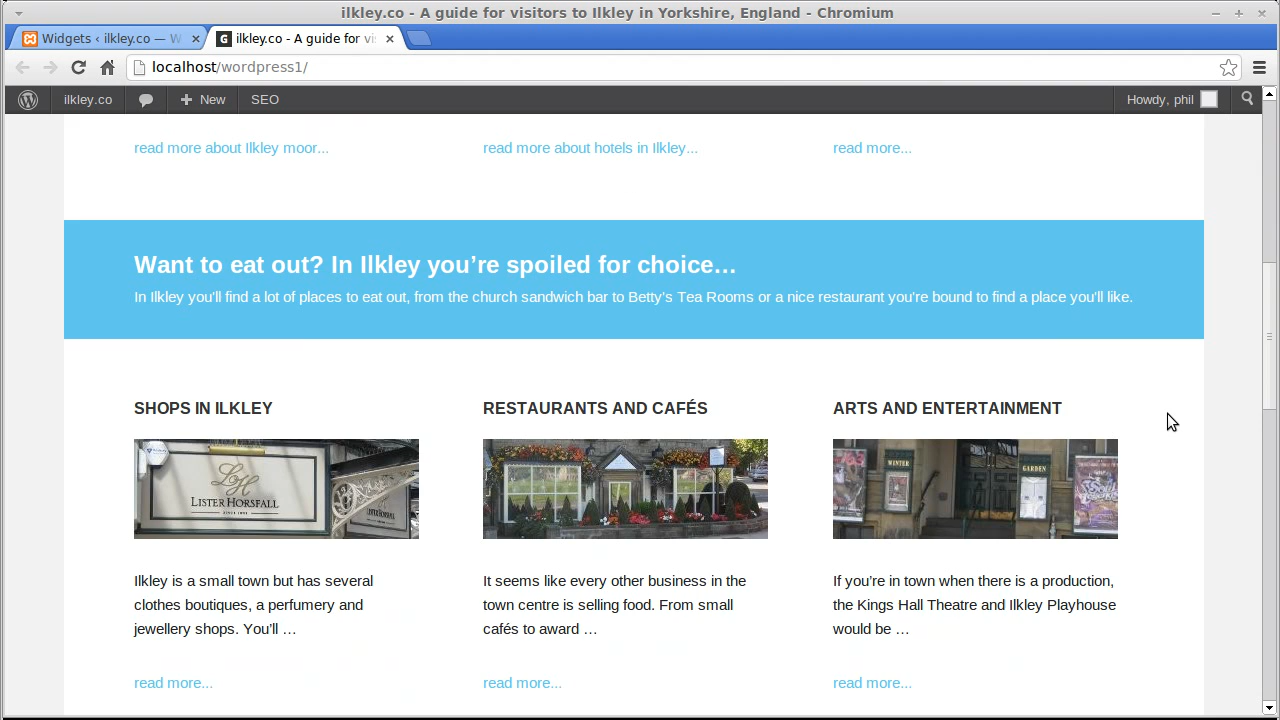 ilkley.co - A guide for visitors to Ilkley in Yorkshire, England - Chromium
Widgets ‹ ilkley.co — W
ilkley.co - A guide for vi
localhost/wordpress1/
ilkley.co
New
SEO
Howdy, phil
read more about Ilkley moor...
read more about hotels in Ilkley...
read more...
Want to eat out? In Ilkley you’re spoiled for choice…
In Ilkley you'll find a lot of places to eat out, from the church sandwich bar to Betty's Tea Rooms or a nice restaurant you're bound to find a place you'll like.
SHOPS IN ILKLEY
LH
LISTER HORSFALL
SINCE 1902
LISTER HORSFALL
Ilkley is a small town but has several
clothes boutiques, a perfumery and
jewellery shops. You’ll …
read more...
RESTAURANTS AND CAFÉS
It seems like every other business in the
town centre is selling food. From small
cafés to award …
read more...
ARTS AND ENTERTAINMENT
WINTER
GARDEN
If you’re in town when there is a production,
the Kings Hall Theatre and Ilkley Playhouse
would be …
read more...